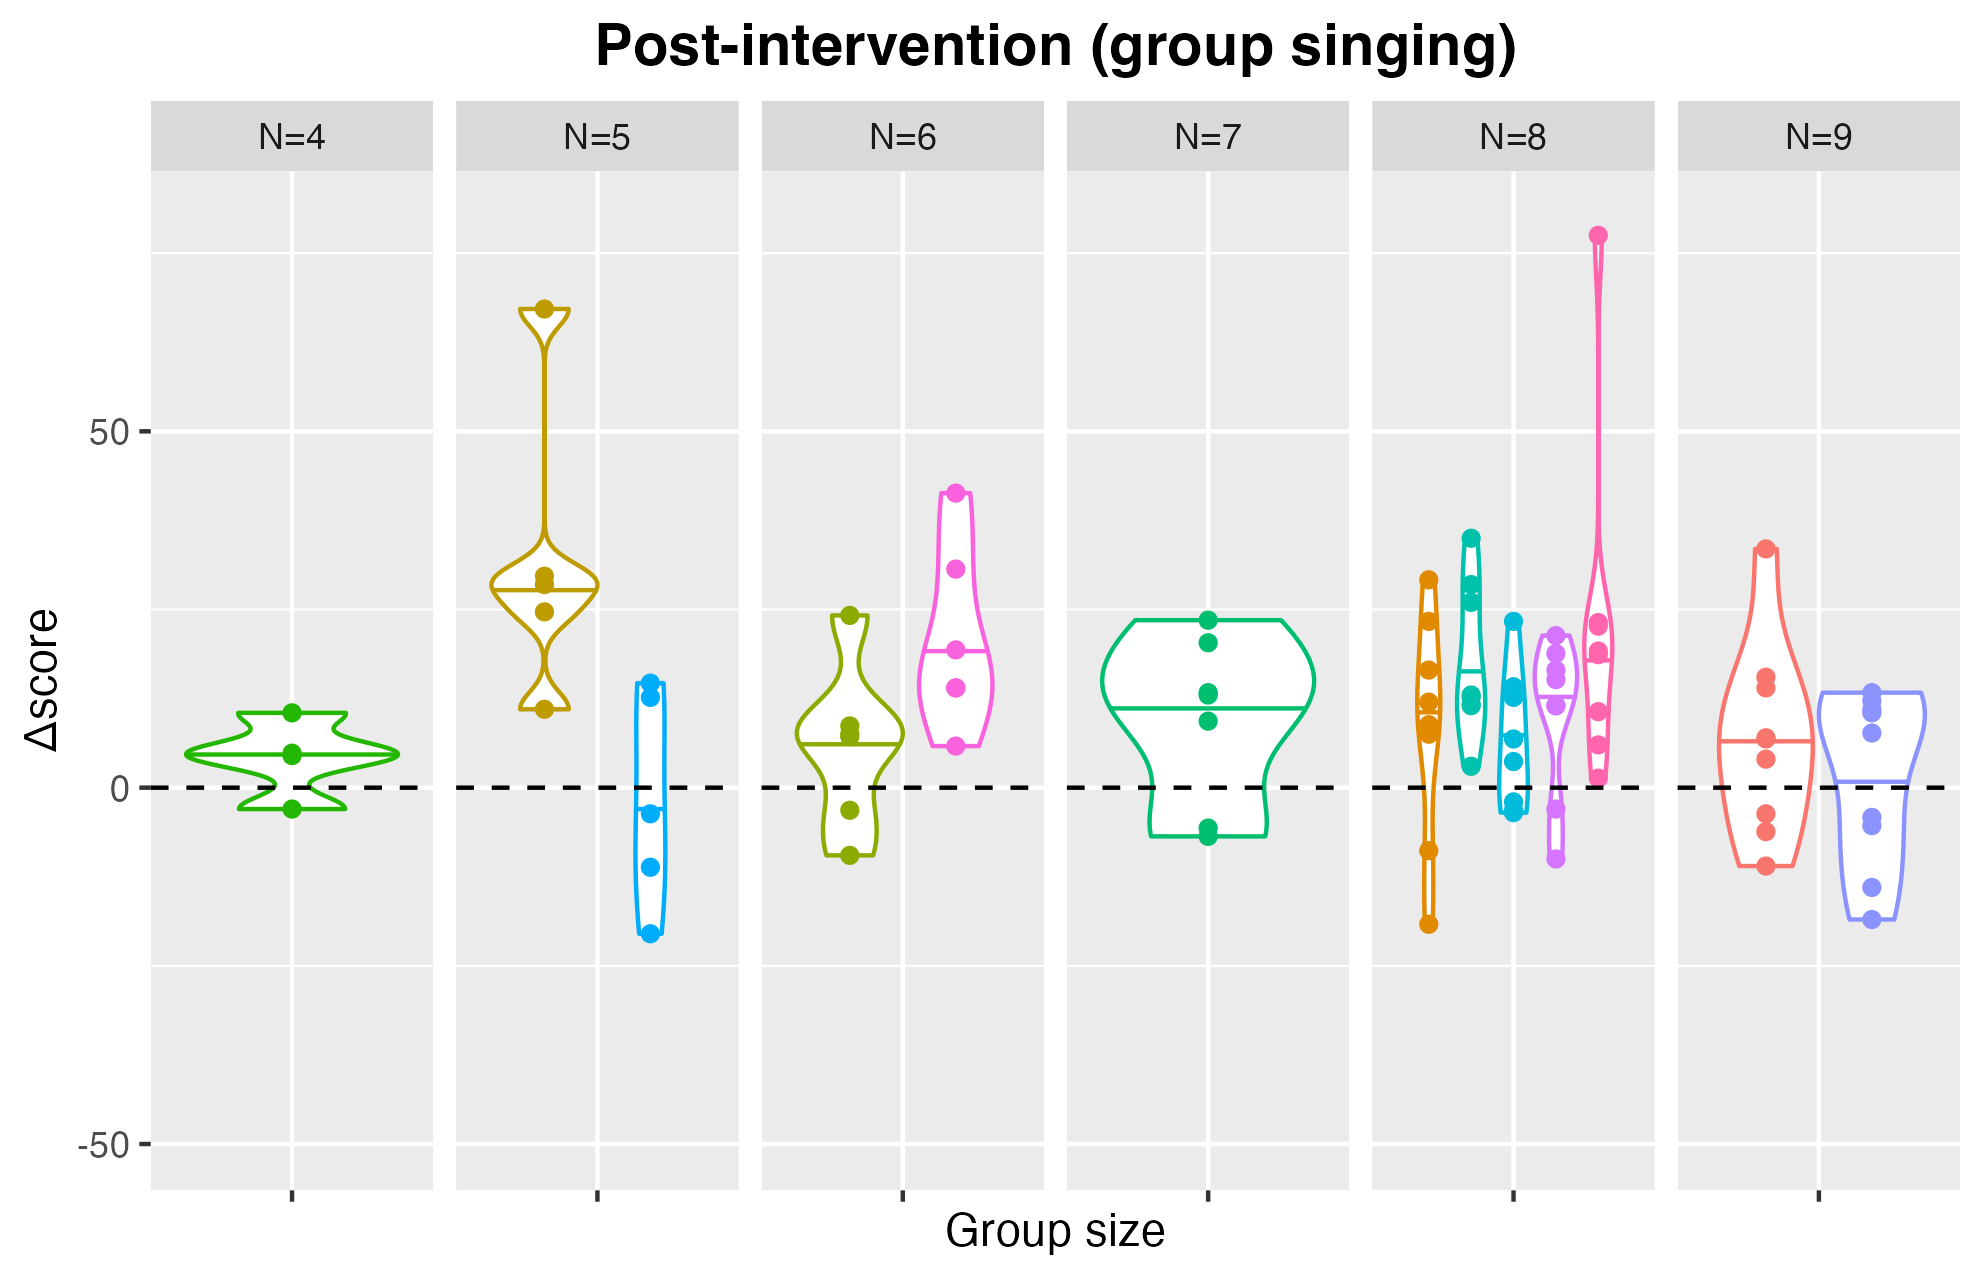 Post-intervention (group singing)
N=4 N=5 N=6 N=7 N=8 N=9
50
0
-50
Δscore
Group size